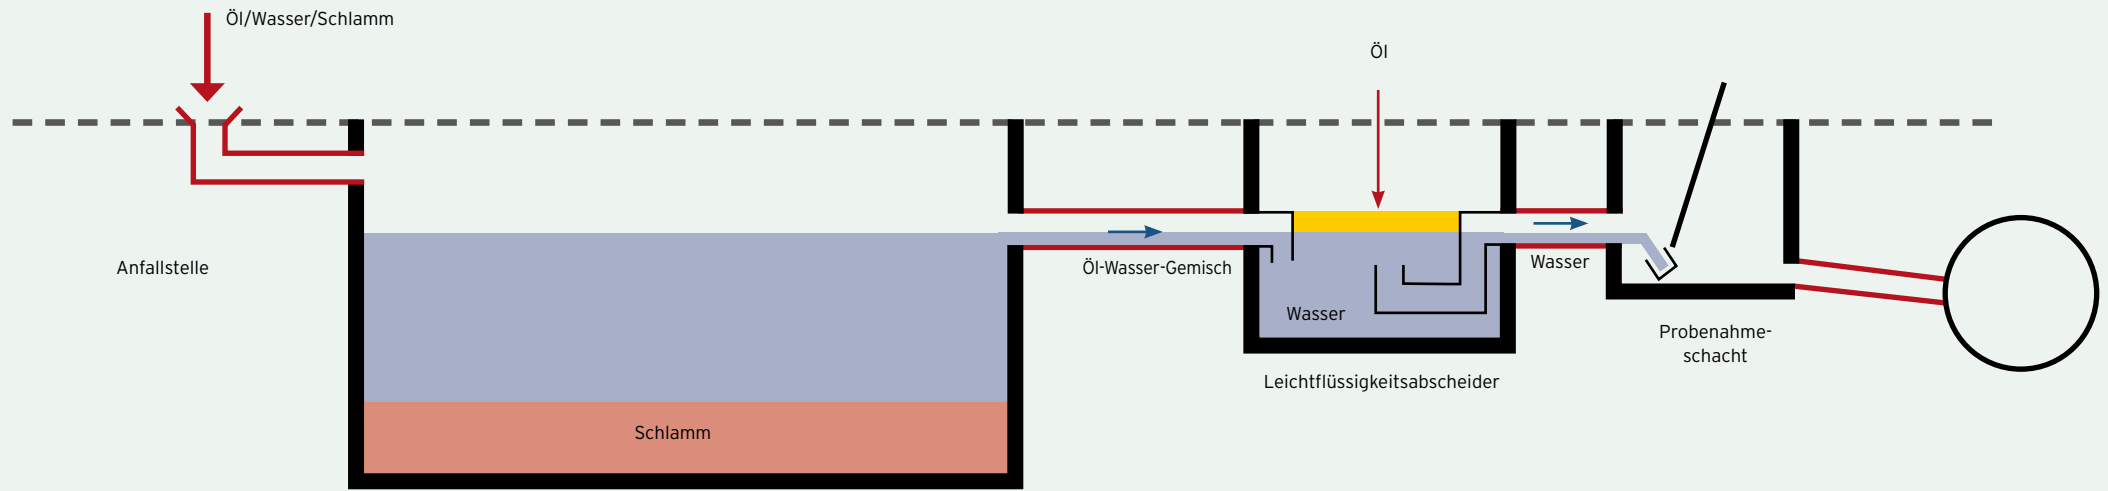 Öl/Wasser/Schlamm
Öl
Anfallstelle
Öl-Wasser-Gemisch
Wasser
Wasser
Probenahme-
schacht
Leichtflüssigkeitsabscheider
Schlamm